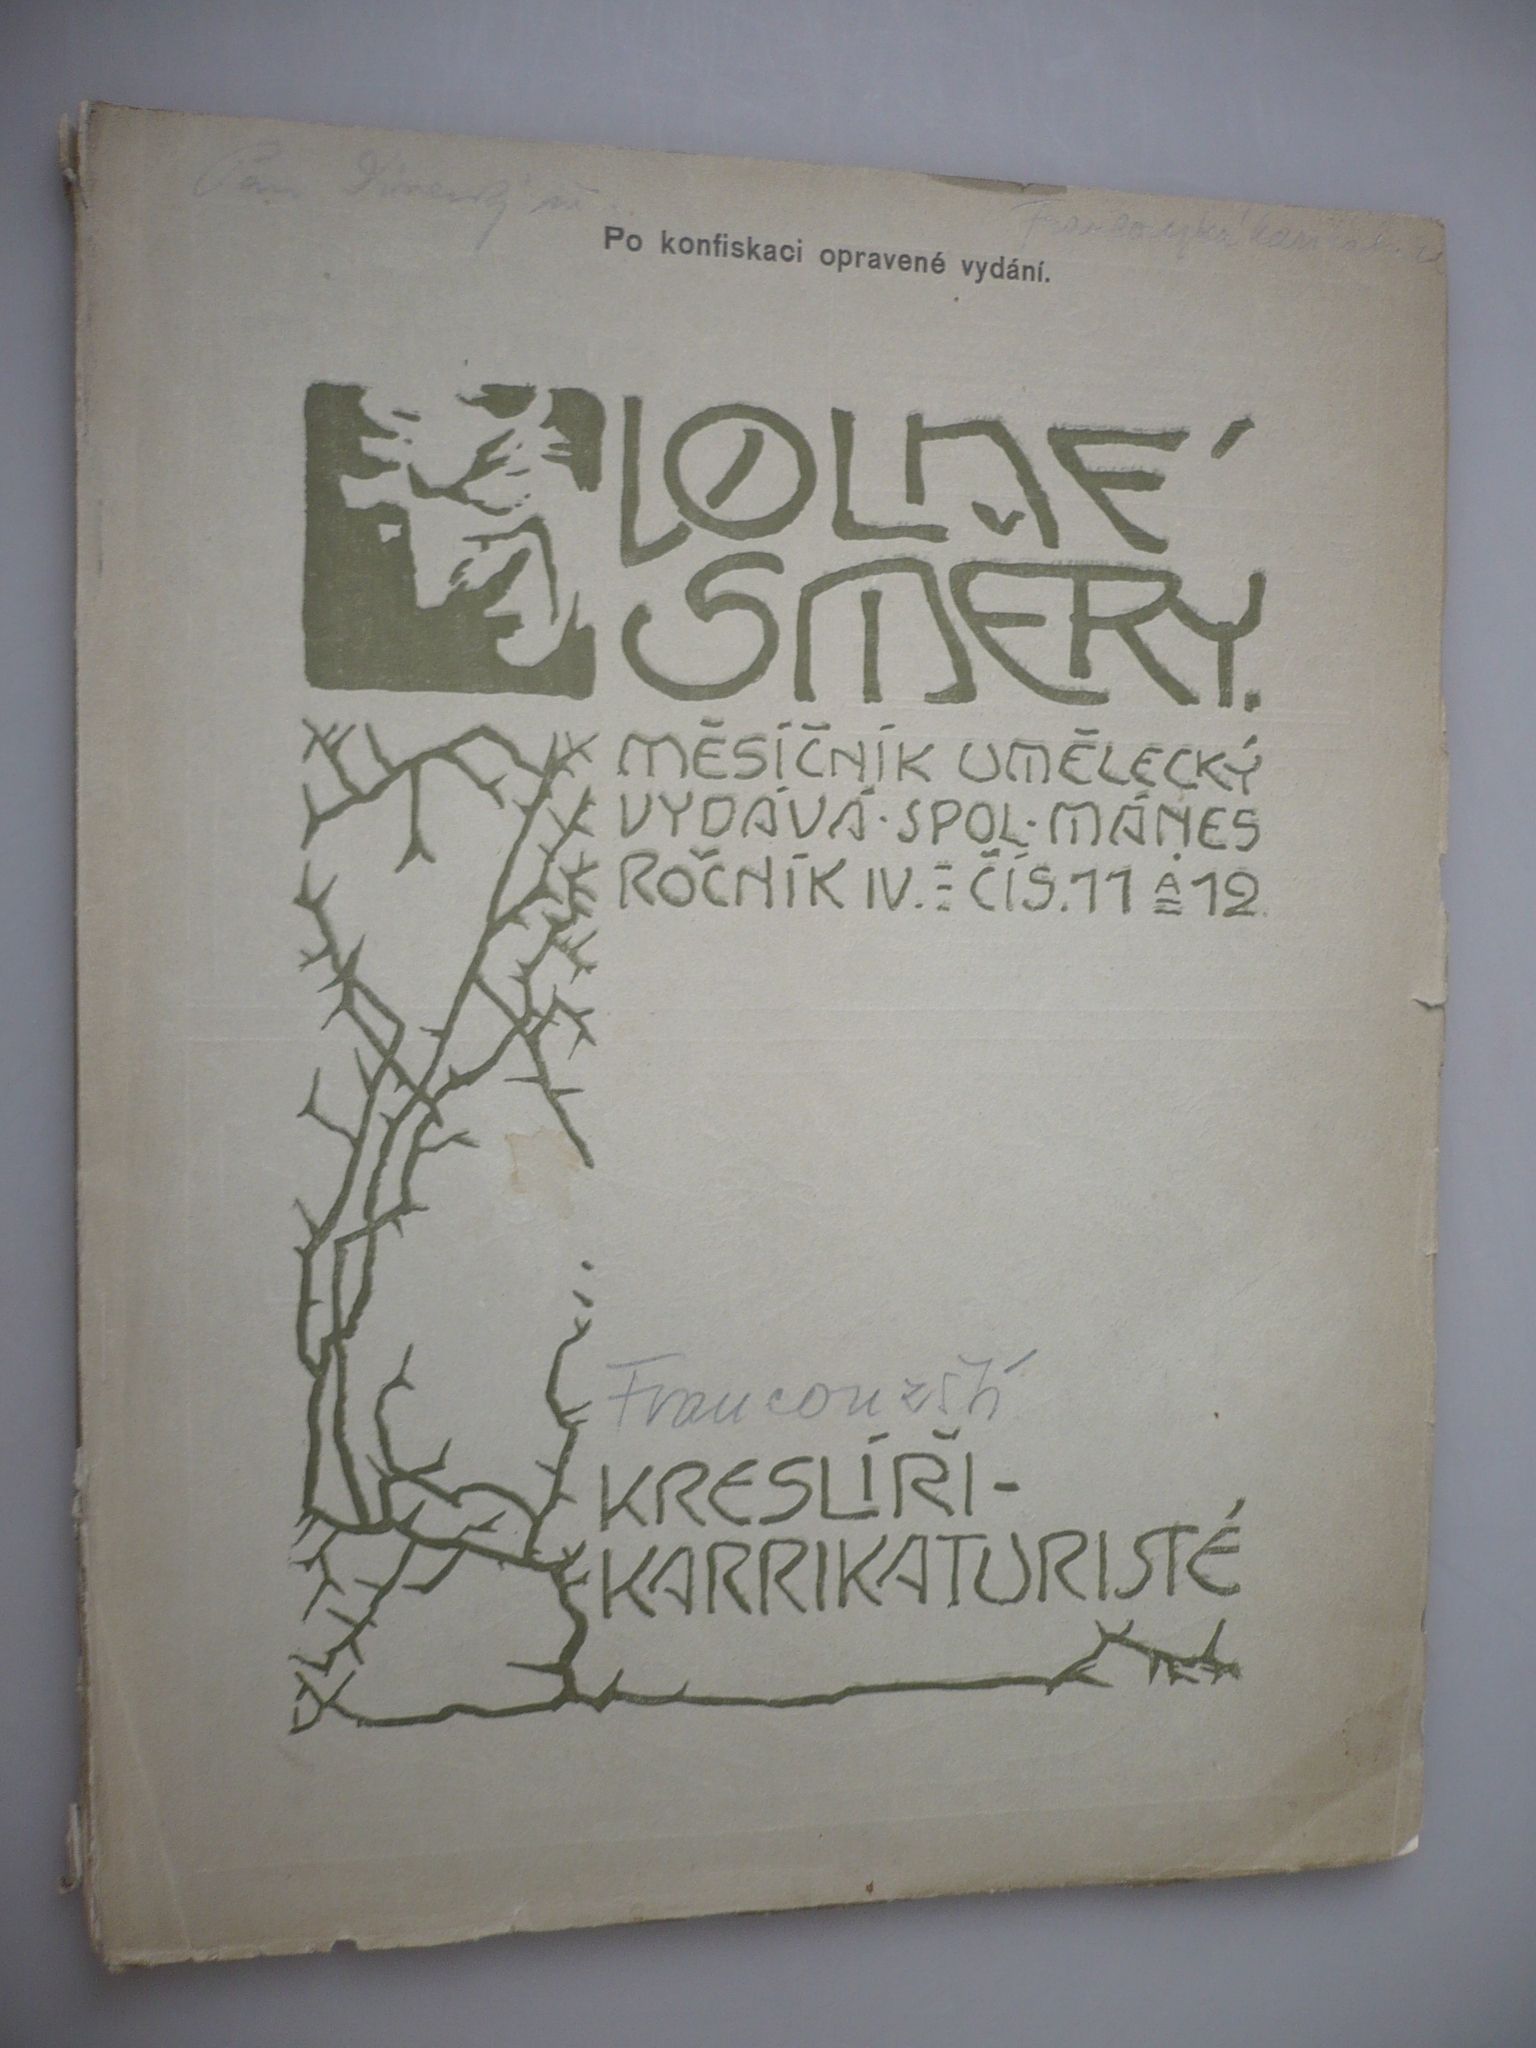 Po konfiskaci opravené vydání.
VOLNÉ
SMĚRY.
MĚSÍČNÍK UMĚLECKÝ
VYDÁVÁ·SPOL·MÁNES
ROČNÍK IV. ČÍS. 11 A 12.
Francouzští
KRESLÍŘI-
KARRIKATURISTÉ